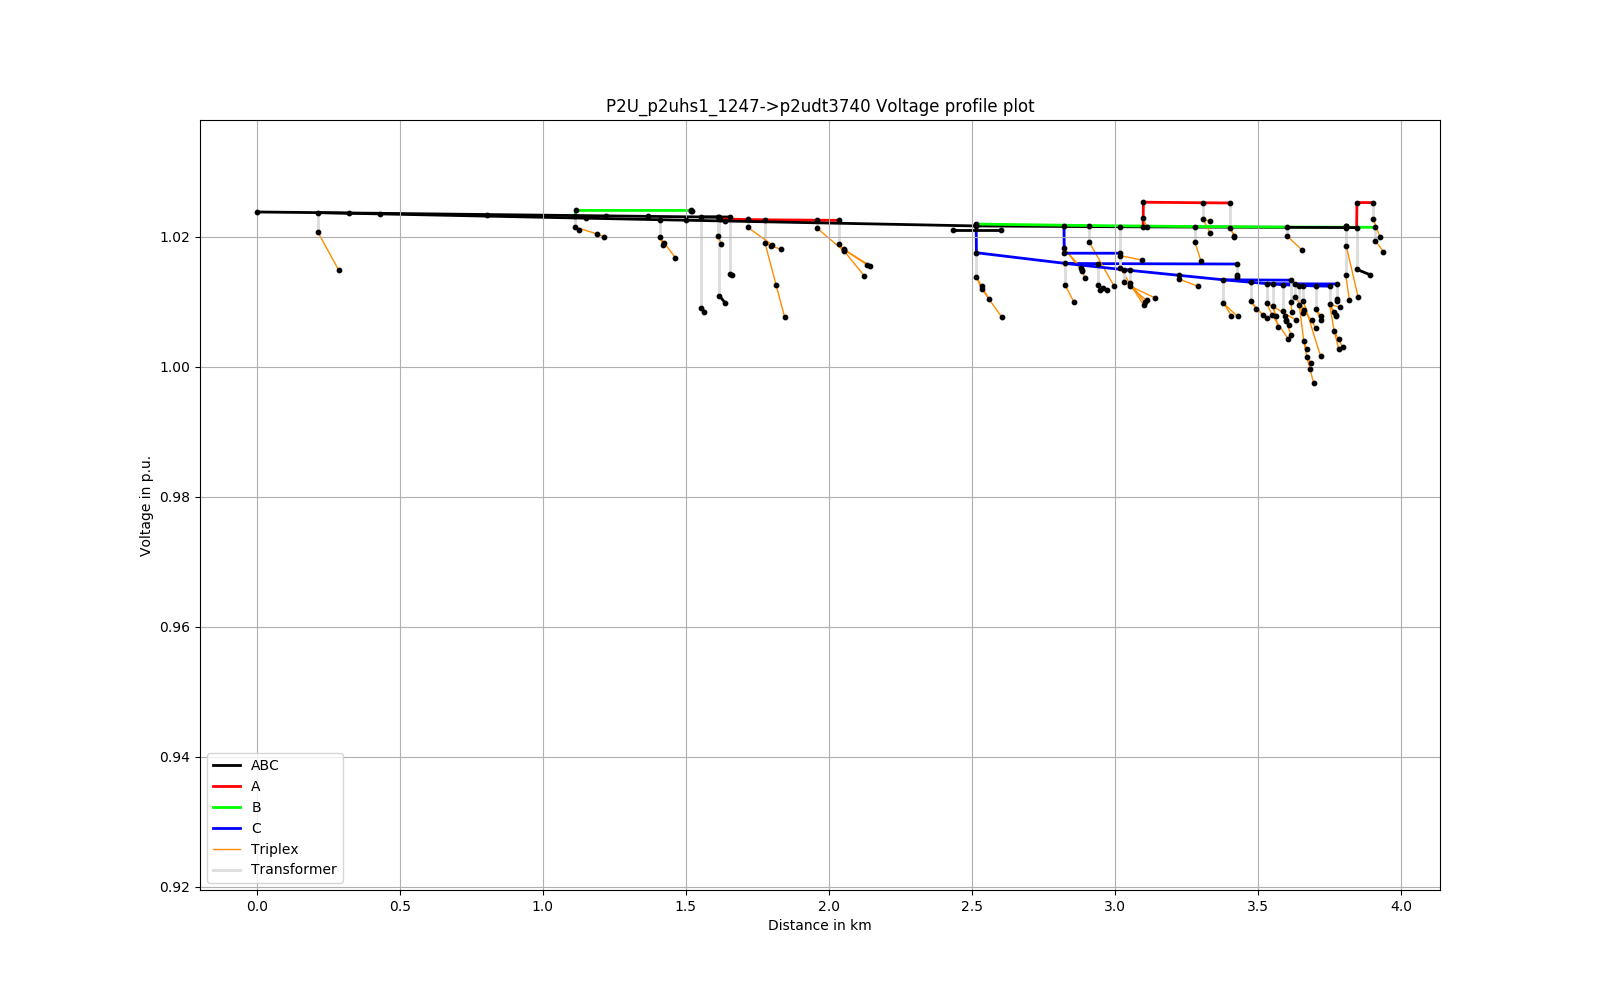 P2U_p2uhs1_1247->p2udt3740 Voltage profile plot
Voltage in p.u.
1.02
1.00
0.98
0.96
0.94
0.92
ABC
A
B
C
Triplex
Transformer
0.0 0.5 1.0 1.5 2.0 2.5 3.0 3.5 4.0
Distance in km